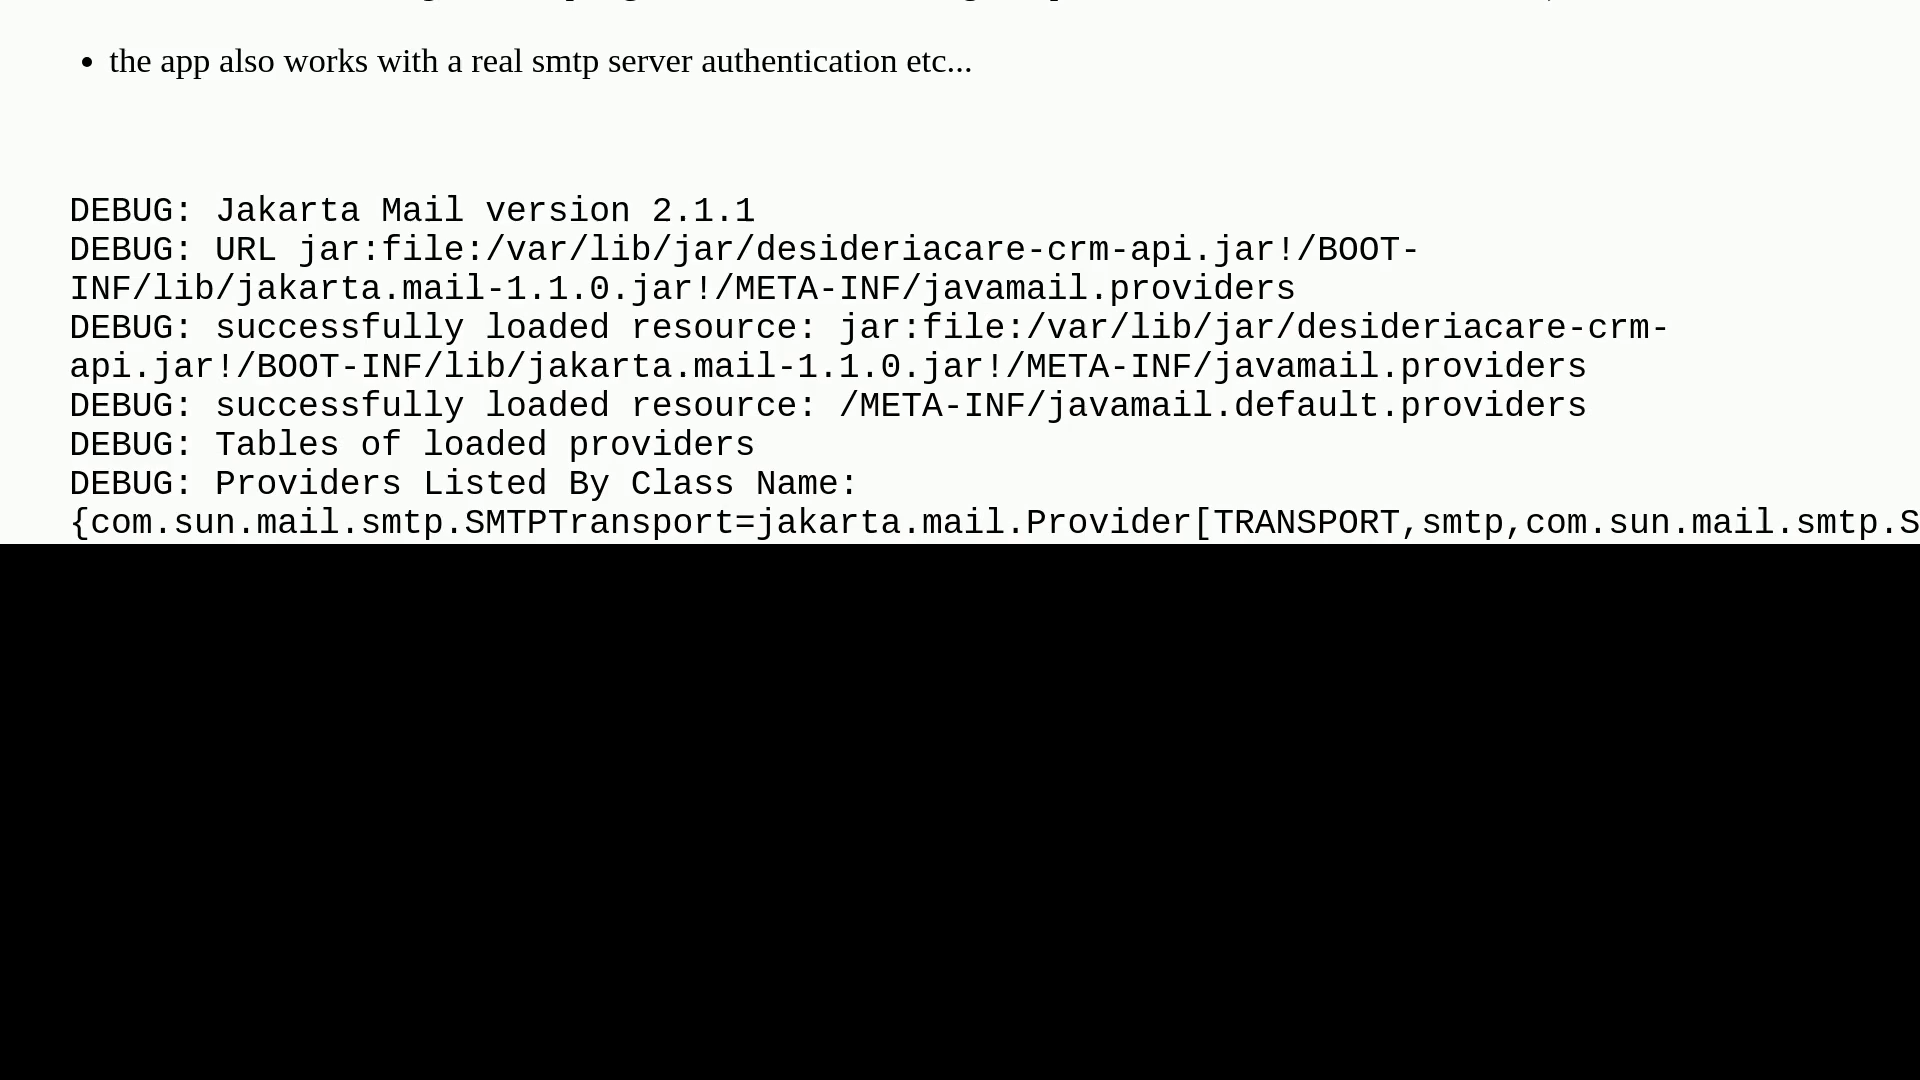 • the app also works with a real smtp server authentication etc...
DEBUG: Jakarta Mail version 2.1.1
DEBUG: URL jar:file:/var/lib/jar/desideriacare-crm-api.jar!/BOOT-
INF/lib/jakarta.mail-1.1.0.jar!/META-INF/javamail.providers
DEBUG: successfully loaded resource: jar:file:/var/lib/jar/desideriacare-crm-
api.jar!/BOOT-INF/lib/jakarta.mail-1.1.0.jar!/META-INF/javamail.providers
DEBUG: successfully loaded resource: /META-INF/javamail.default.providers
DEBUG: Tables of loaded providers
DEBUG: Providers Listed By Class Name:
{com.sun.mail.smtp.SMTPTransport=jakarta.mail.Provider[TRANSPORT,smtp,com.sun.mail.smtp.S